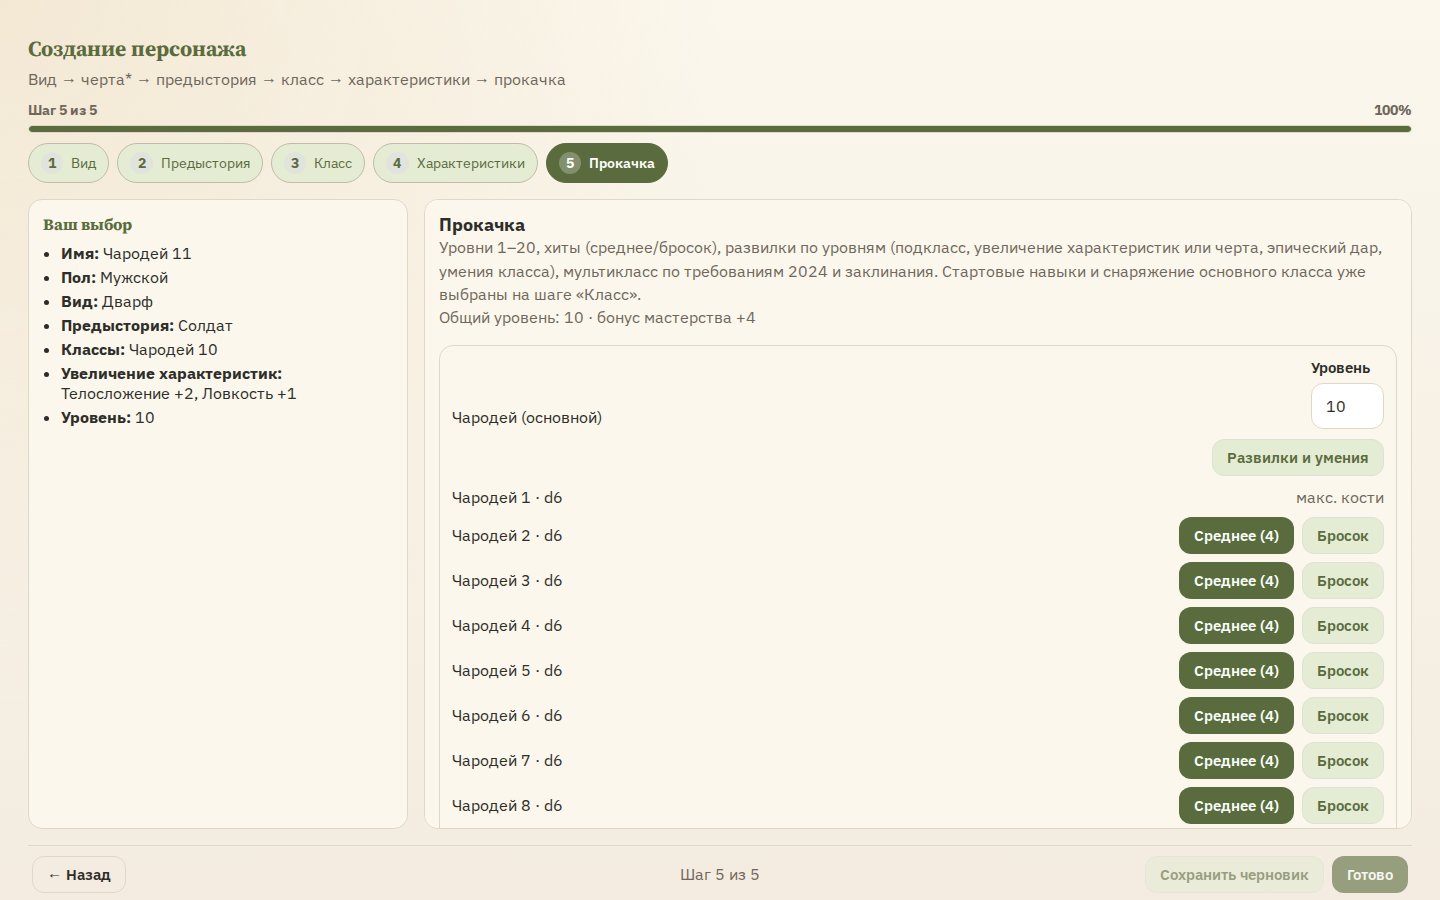 Создание персонажа
Вид → черта* → предыстория → класс → характеристики → прокачка
Шаг 5 из 5
100%
1 Вид
2 Предыстория
3 Класс
4 Характеристики
5 Прокачка
Ваш выбор
• Имя: Чародей 11
• Пол: Мужской
• Вид: Дварф
• Предыстория: Солдат
• Классы: Чародей 10
• Увеличение характеристик:
Телосложение +2, Ловкость +1
• Уровень: 10
Прокачка
Уровни 1–20, хиты (среднее/бросок), развилки по уровням (подкласс, увеличение характеристик или черта, эпический дар,
умения класса), мультикласс по требованиям 2024 и заклинания. Стартовые навыки и снаряжение основного класса уже
выбраны на шаге «Класс».
Общий уровень: 10 · бонус мастерства +4
Уровень
Чародей (основной)
10
Развилки и умения
Чародей 1 · d6
макс. кости
Чародей 2 · d6
Среднее (4)
Бросок
Чародей 3 · d6
Среднее (4)
Бросок
Чародей 4 · d6
Среднее (4)
Бросок
Чародей 5 · d6
Среднее (4)
Бросок
Чародей 6 · d6
Среднее (4)
Бросок
Чародей 7 · d6
Среднее (4)
Бросок
Чародей 8 · d6
Среднее (4)
Бросок
← Назад
Шаг 5 из 5
Сохранить черновик
Готово